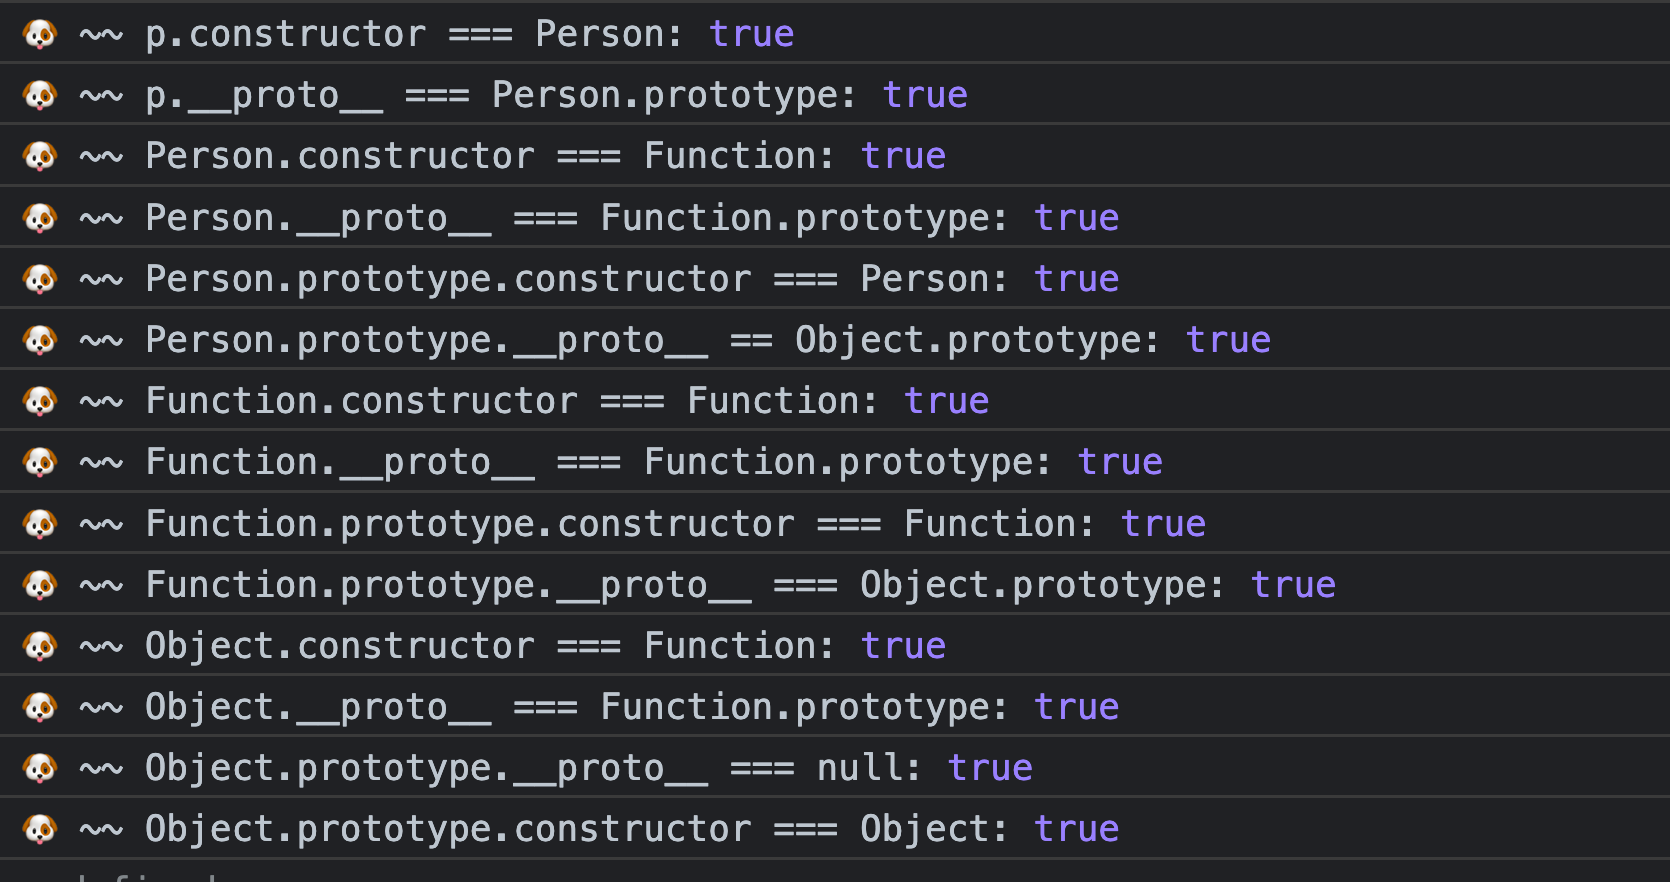 🐶 ~~ p.constructor === Person: true
🐶 ~~ p.__proto__ === Person.prototype: true
🐶 ~~ Person.constructor === Function: true
🐶 ~~ Person.__proto__ === Function.prototype: true
🐶 ~~ Person.prototype.constructor === Person: true
🐶 ~~ Person.prototype.__proto__ == Object.prototype: true
🐶 ~~ Function.constructor === Function: true
🐶 ~~ Function.__proto__ === Function.prototype: true
🐶 ~~ Function.prototype.constructor === Function: true
🐶 ~~ Function.prototype.__proto__ === Object.prototype: true
🐶 ~~ Object.constructor === Function: true
🐶 ~~ Object.__proto__ === Function.prototype: true
🐶 ~~ Object.prototype.__proto__ === null: true
🐶 ~~ Object.prototype.constructor === Object: true